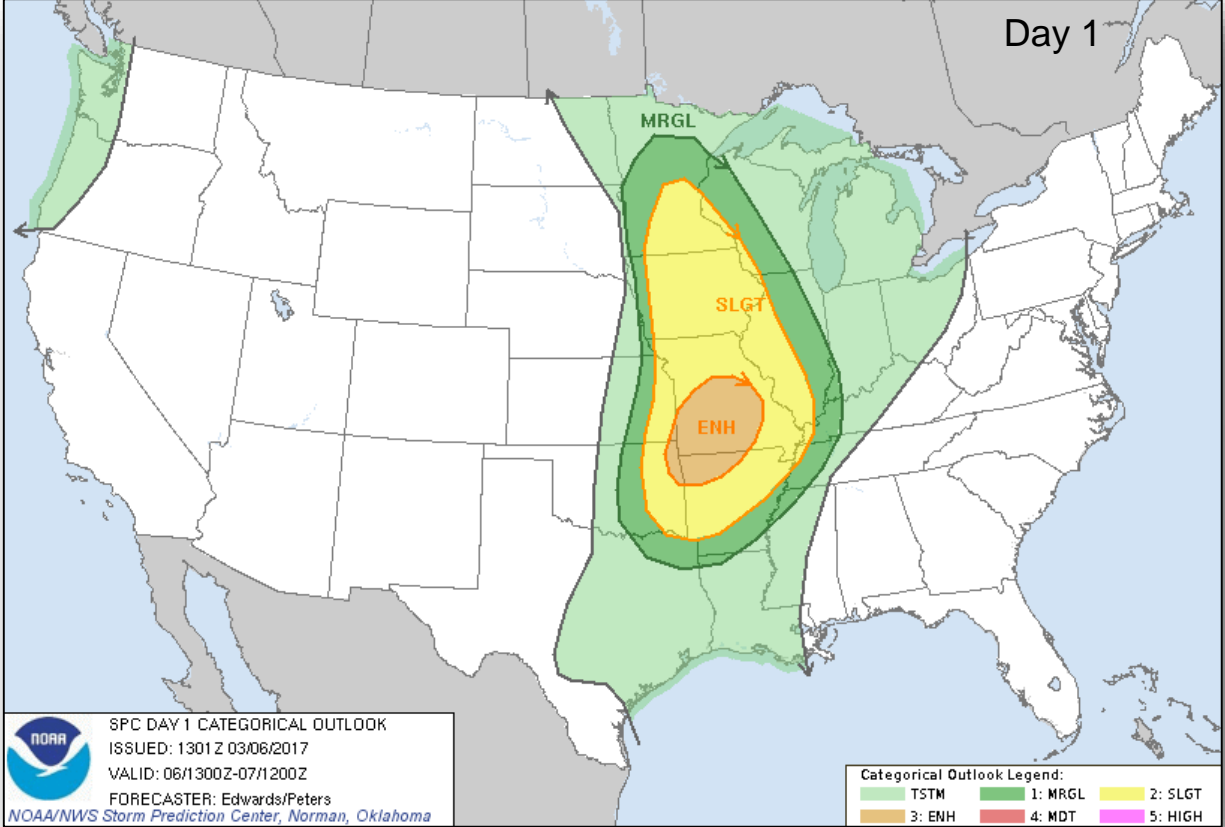 Day 1
MRGL
SLGT
ENH
NOAA
SPC DAY 1 CATEGORICAL OUTLOOK
ISSUED: 1301Z 03/06/2017
VALID: 06/1300Z-07/1200Z
FORECASTER: Edwards/Peters
NOAA/NWS Storm Prediction Center, Norman, Oklahoma
Categorical Outlook Legend:
TSTM 1: MRGL 2: SLGT
3: ENH 4: MDT 5: HIGH